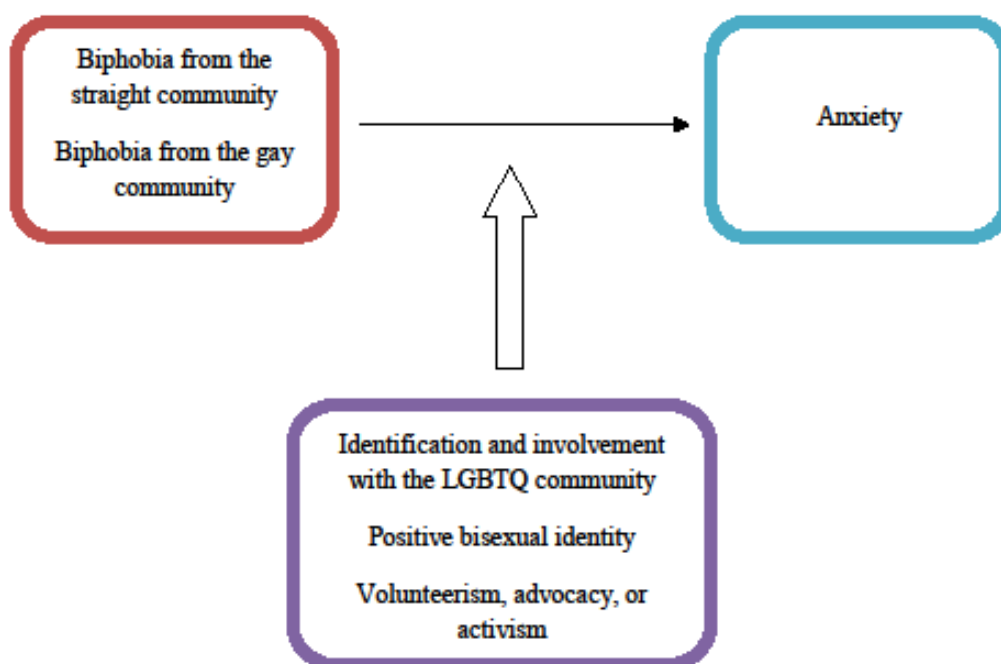 Biphobia from the
straight community
Biphobia from the gay
community
Anxiety
Identification and involvement
with the LGBTQ community
Positive bisexual identity
Volunteerism, advocacy, or
activism